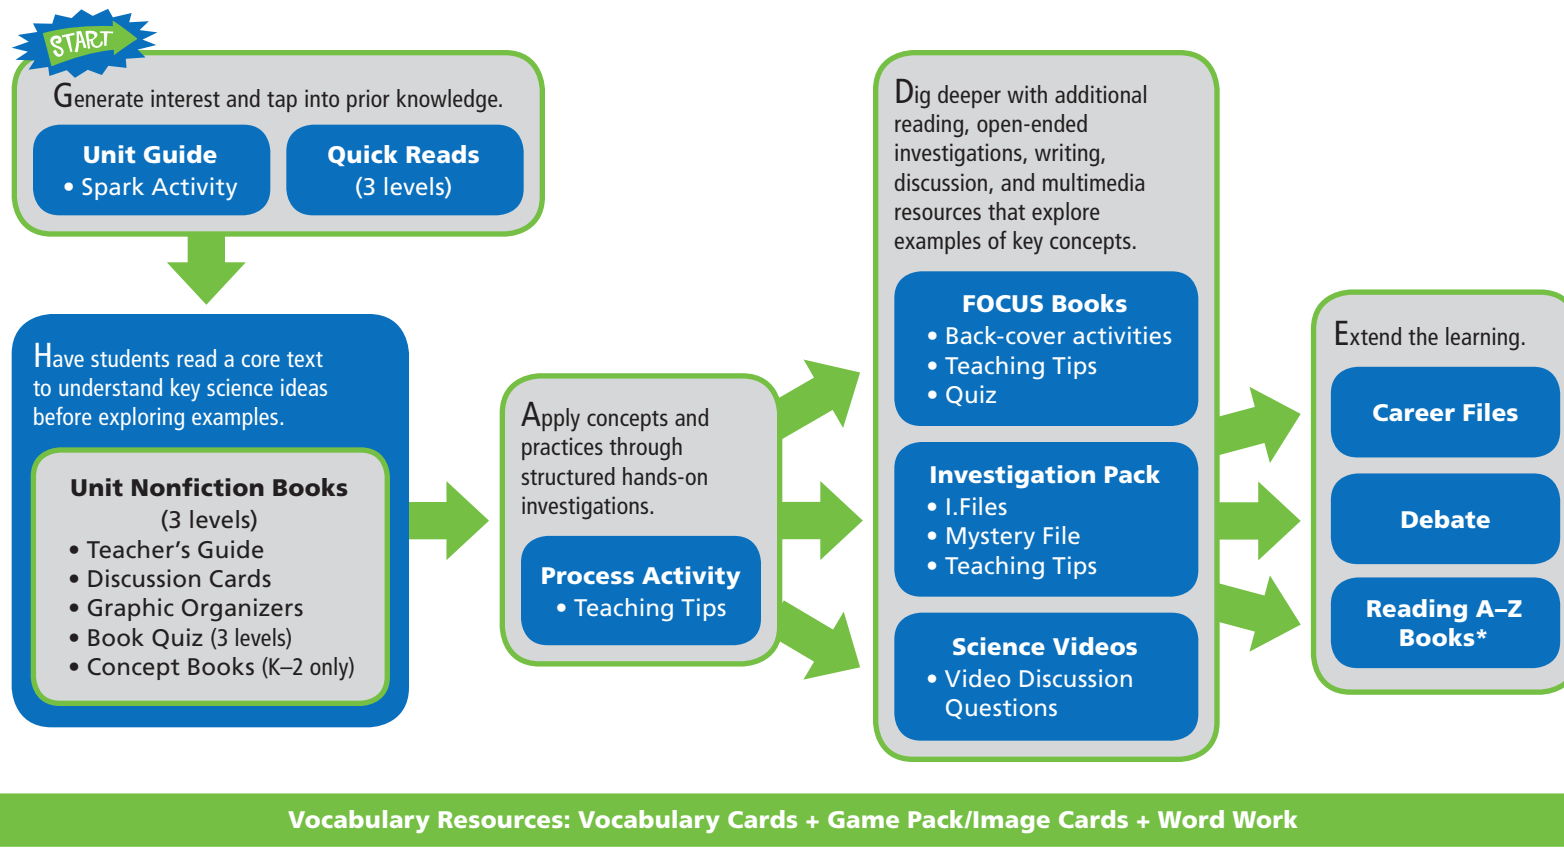 START
Generate interest and tap into prior knowledge.
Unit Guide
• Spark Activity
Quick Reads
(3 levels)
Have students read a core text
to understand key science ideas
before exploring examples.
Unit Nonfiction Books
(3 levels)
• Teacher’s Guide
• Discussion Cards
• Graphic Organizers
• Book Quiz (3 levels)
• Concept Books (K–2 only)
Apply concepts and
practices through
structured hands-on
investigations.
Process Activity
• Teaching Tips
Dig deeper with additional
reading, open-ended
investigations, writing,
discussion, and multimedia
resources that explore
examples of key concepts.
FOCUS Books
• Back-cover activities
• Teaching Tips
• Quiz
Investigation Pack
• I.Files
• Mystery File
• Teaching Tips
Science Videos
• Video Discussion
Questions
Extend the learning.
Career Files
Debate
Reading A–Z
Books*
Vocabulary Resources: Vocabulary Cards + Game Pack/Image Cards + Word Work